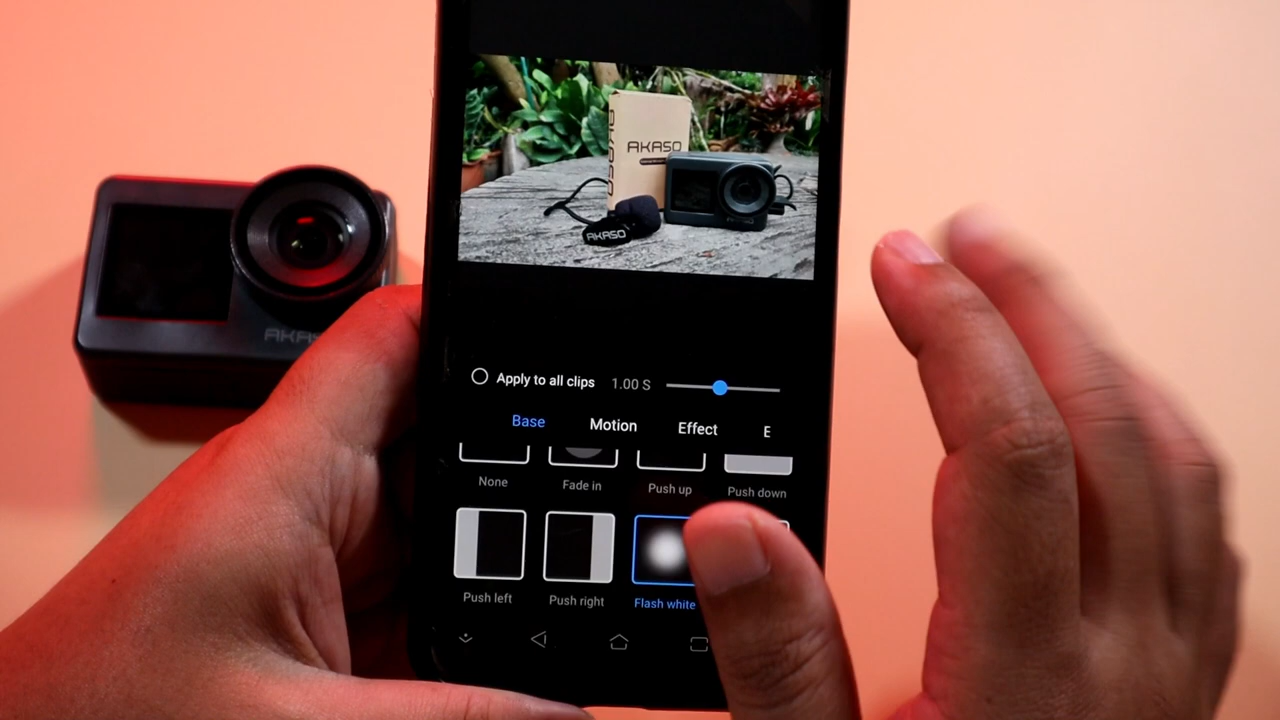 AKASO
AKASO
AKASO
AKAS
Apply to all clips 1.00 S
Base Motion Effect E
None Fade in Push up Push down
Push left Push right Flash white